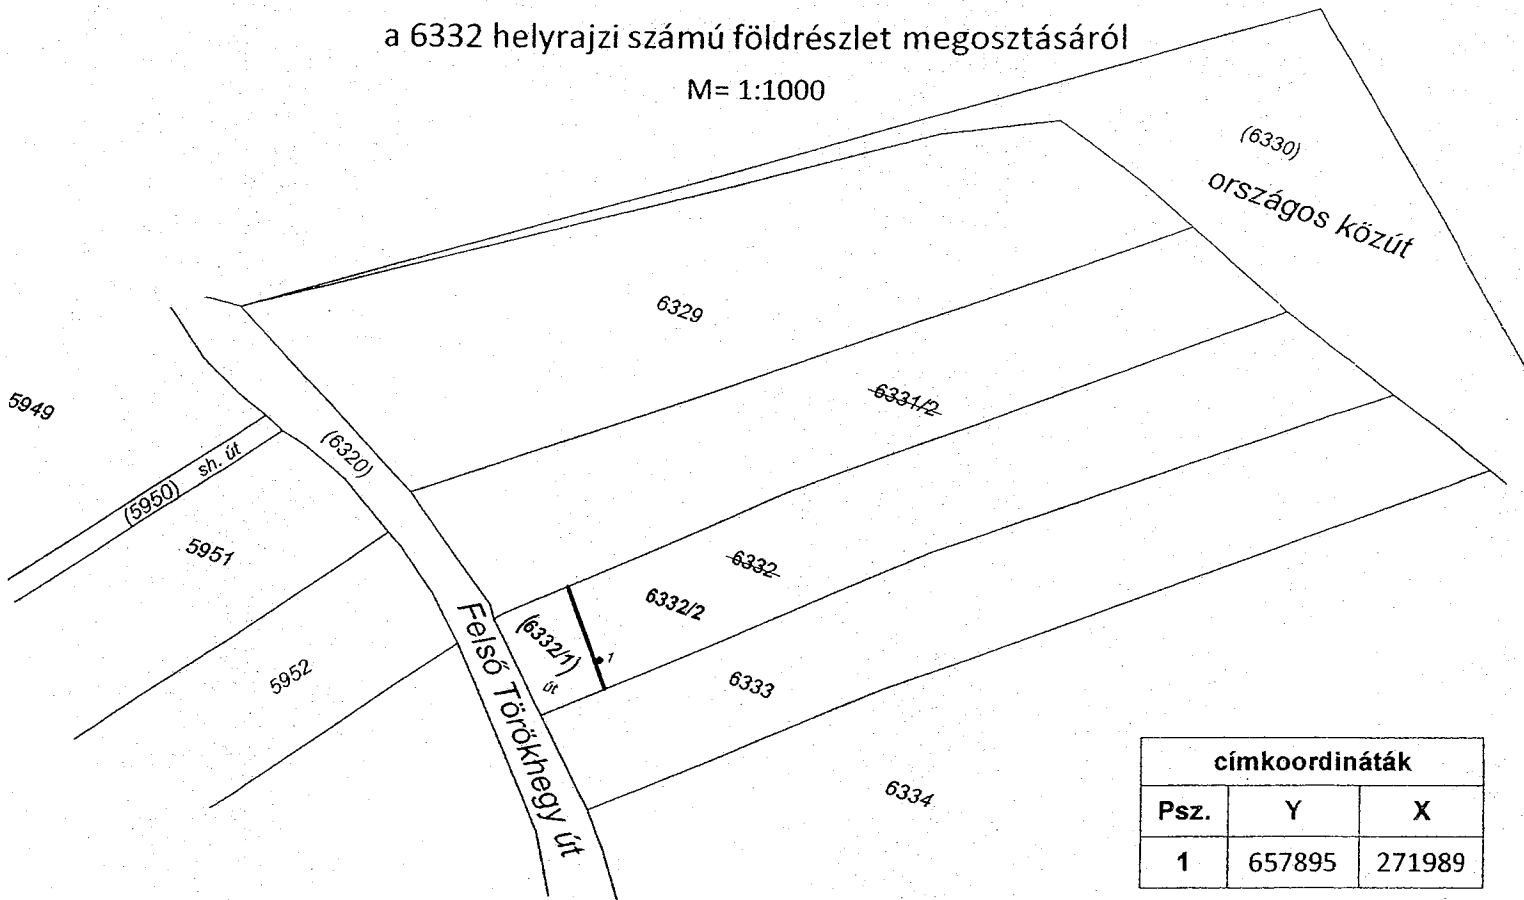 a 6332 helyrajzi számú földrészlet megosztásáról
M= 1:1000
(6330)
országos közút
6329
6331/2
5949
(6320)
sh. út
(5950)
5951
6332
6332/2
(6332/1)
út
1
5952
6333
Felső Törökhegy út
6334
címkoordináták
Psz. Y X
1 657895 271989